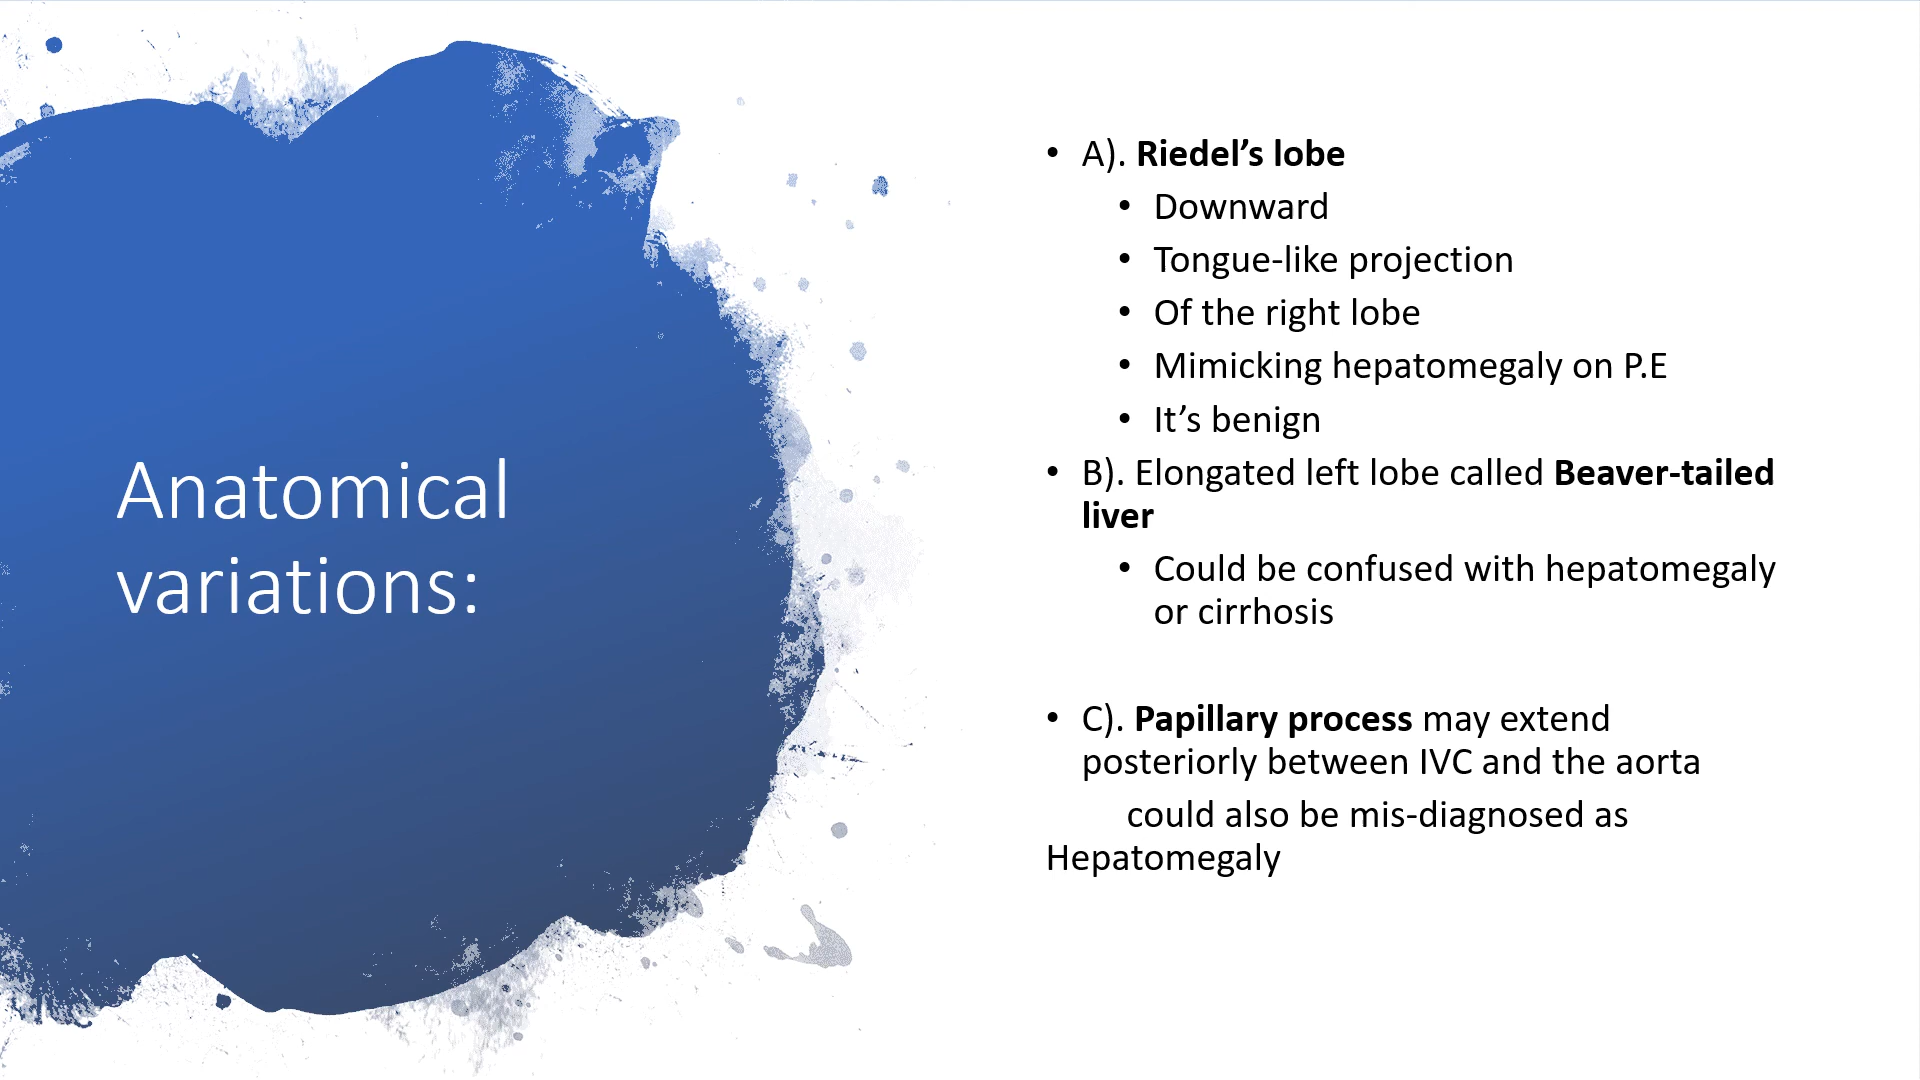 Anatomical
variations:
• A). Riedel’s lobe
• Downward
• Tongue-like projection
• Of the right lobe
• Mimicking hepatomegaly on P.E
• It’s benign
• B). Elongated left lobe called Beaver-tailed
liver
• Could be confused with hepatomegaly
or cirrhosis
• C). Papillary process may extend
posteriorly between IVC and the aorta
could also be mis-diagnosed as
Hepatomegaly